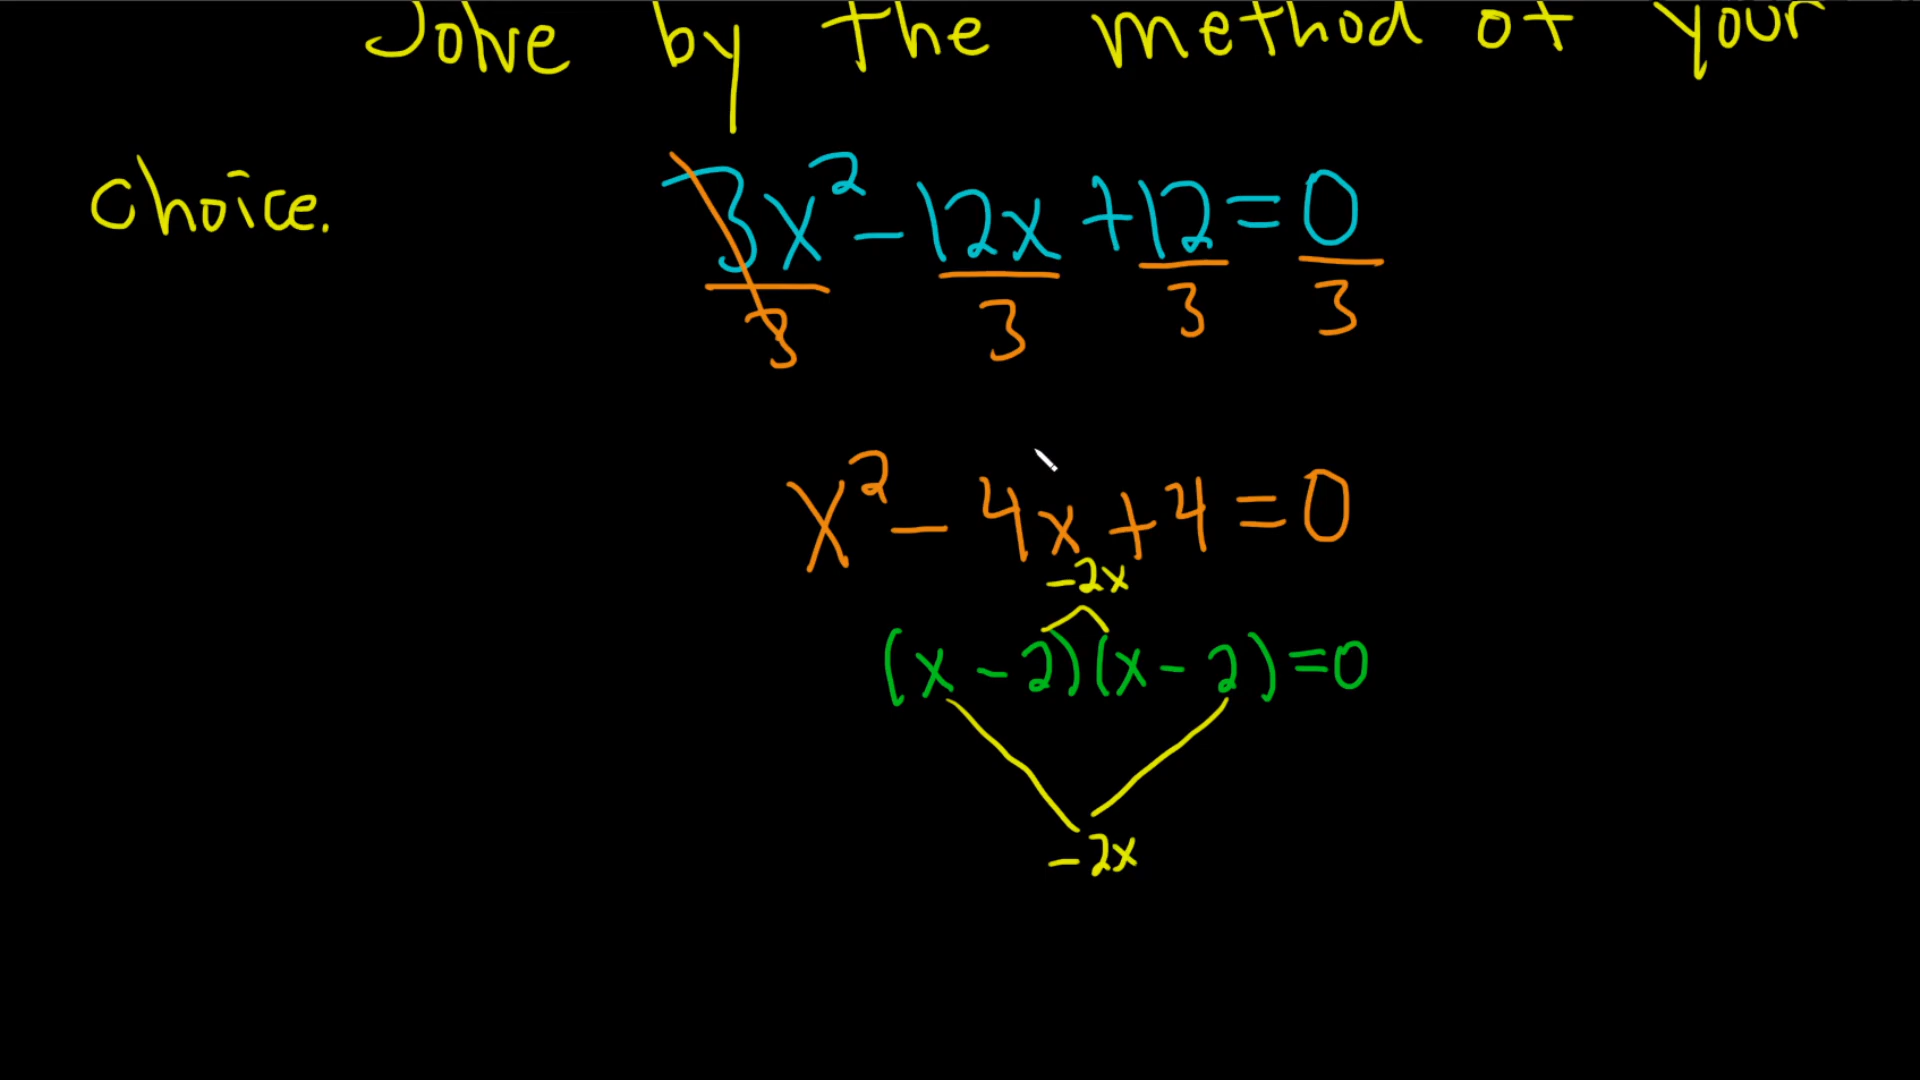 Solve by the method of your
choice.
3x² - 12x + 12 = 0
3 3 3 3
x² - 4x + 4 = 0
-2x
(x - 2)(x - 2) = 0
-2x